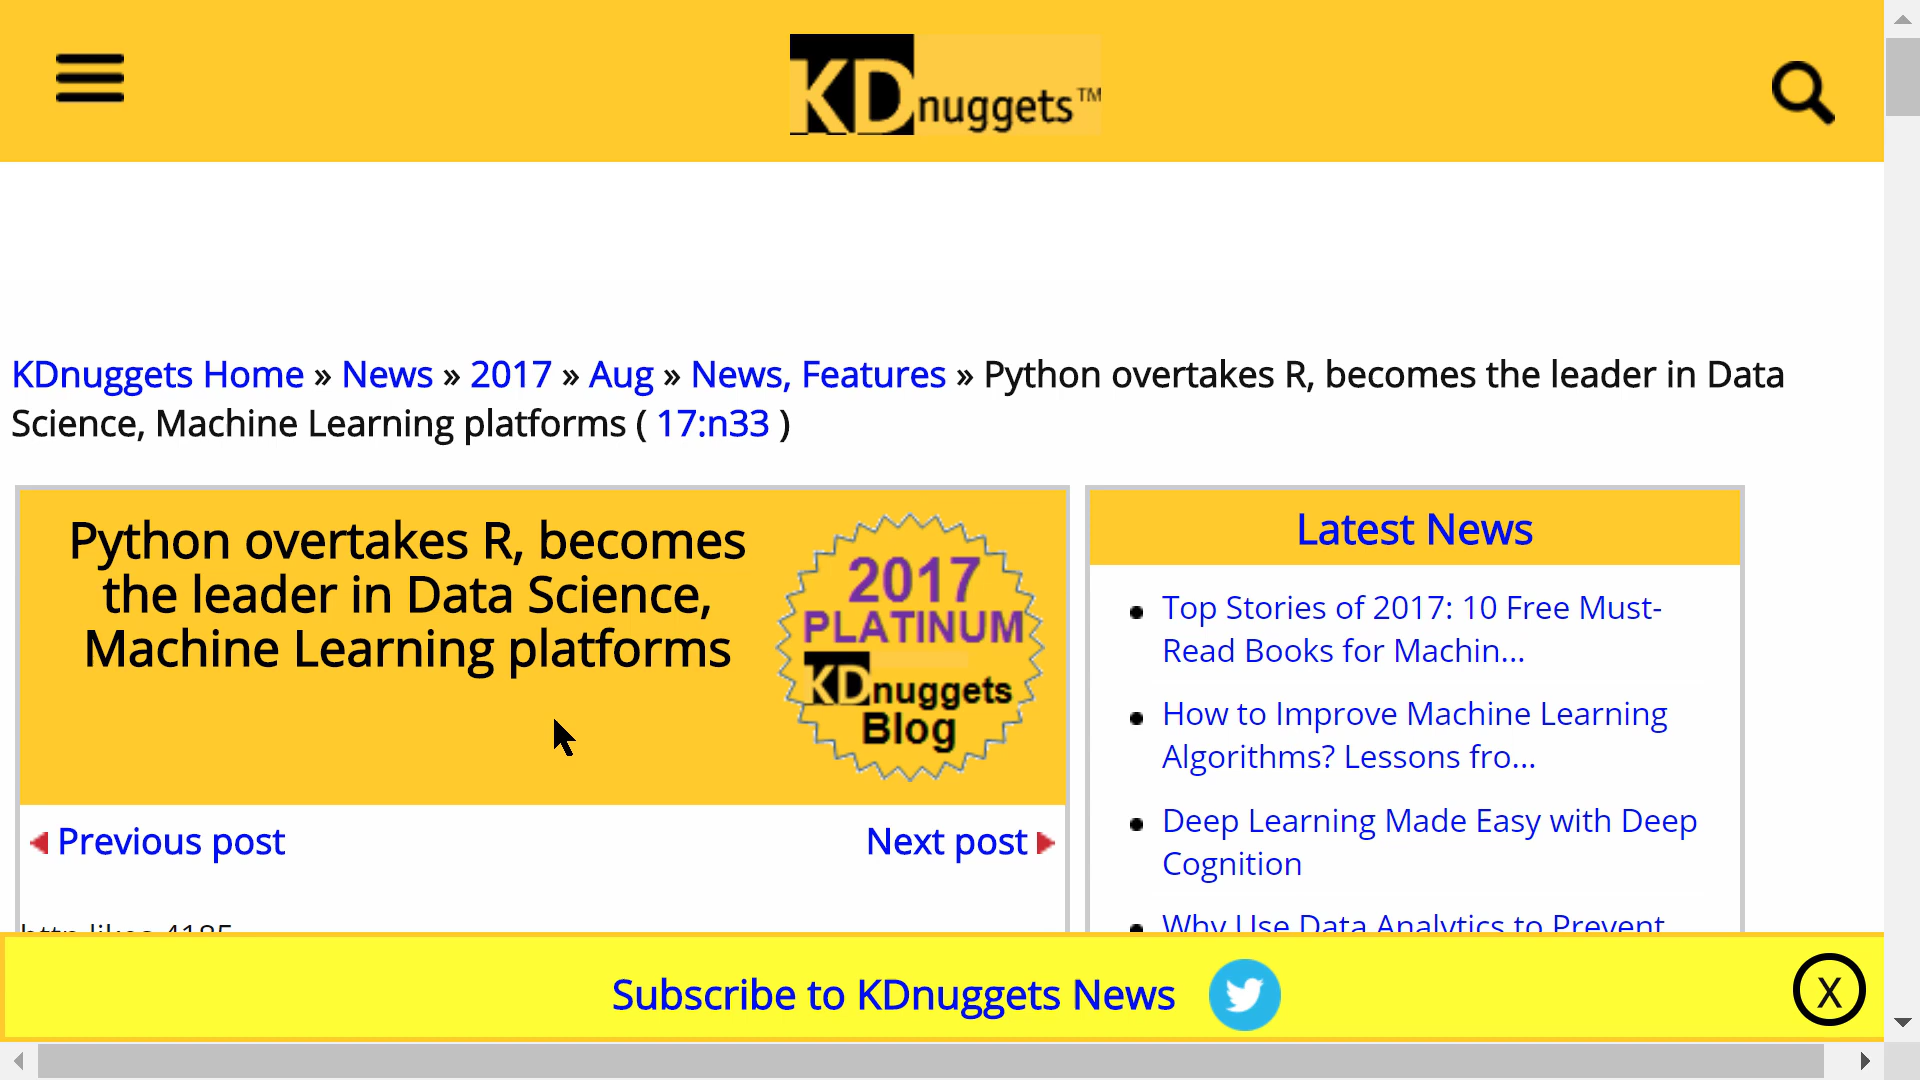 KDnuggets™
KDnuggets Home » News » 2017 » Aug » News, Features » Python overtakes R, becomes the leader in Data
Science, Machine Learning platforms ( 17:n33 )
Python overtakes R, becomes
the leader in Data Science,
Machine Learning platforms
2017
PLATINUM
KDnuggets
Blog
Previous post
Next post
http likes 4185
Latest News
Top Stories of 2017: 10 Free Must-
Read Books for Machin...
How to Improve Machine Learning
Algorithms? Lessons fro...
Deep Learning Made Easy with Deep
Cognition
Why Use Data Analytics to Prevent
Subscribe to KDnuggets News
X